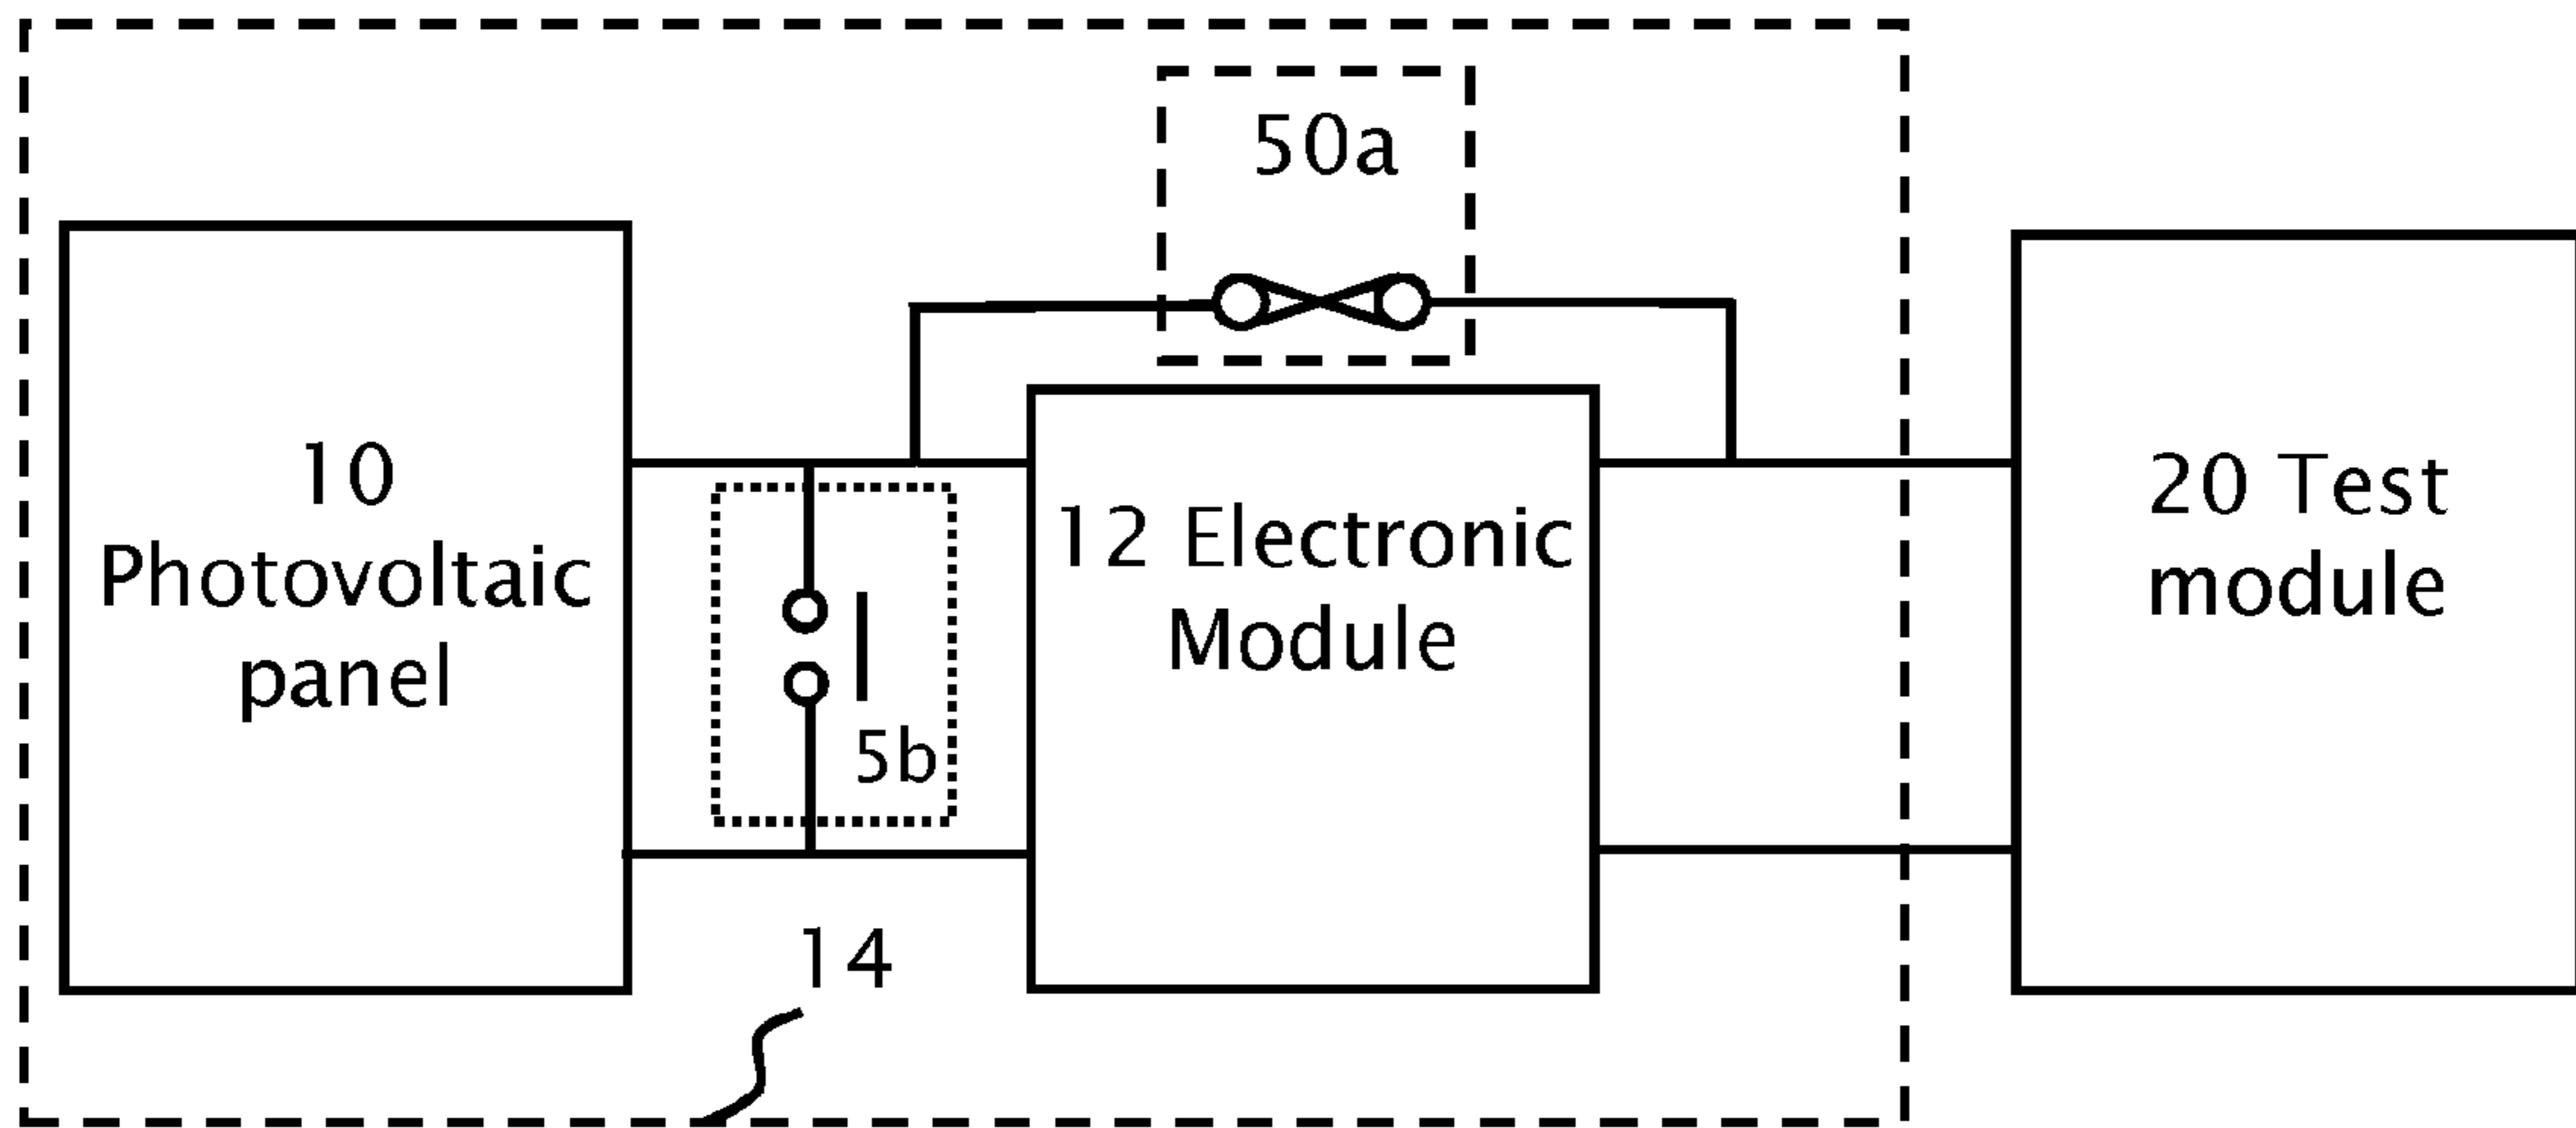 50a
10
Photovoltaic
panel
12 Electronic
Module
5b
20 Test
module
14